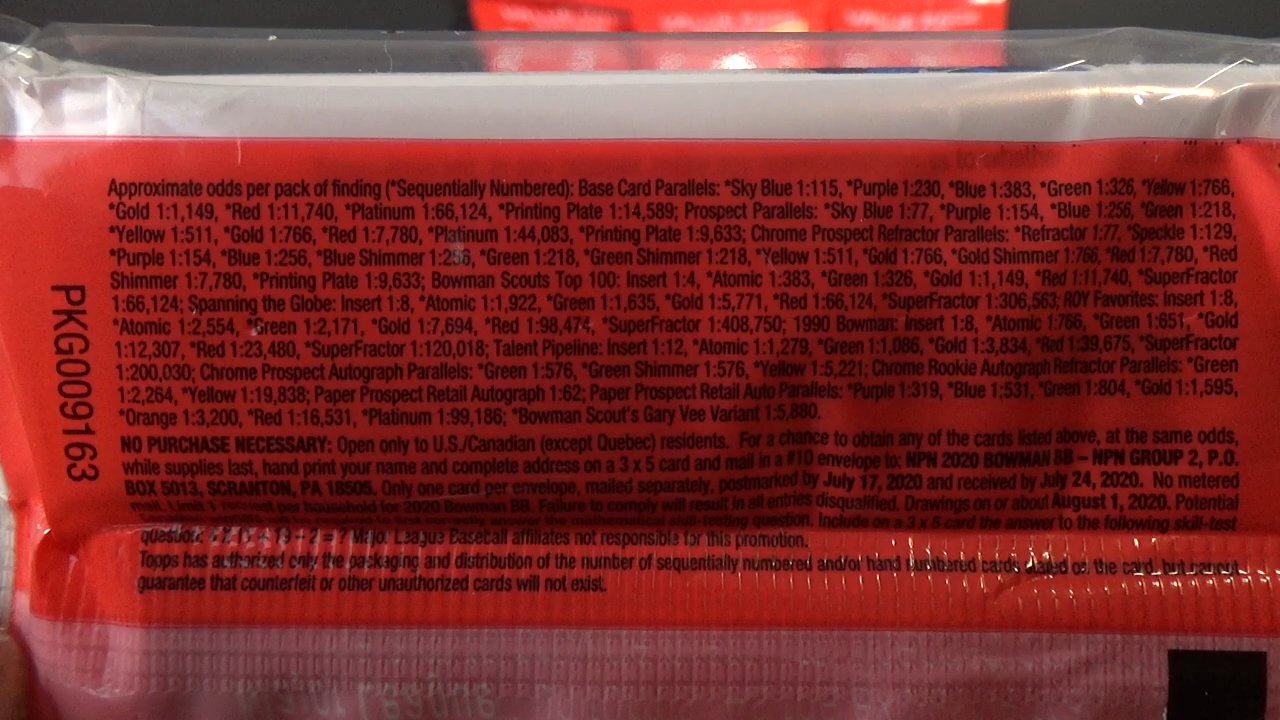 Approximate odds per pack of finding (*Sequentially Numbered): Base Card Parallels: *Sky Blue 1:115, *Purple 1:230, *Blue 1:383, *Green 1:326, *Yellow 1:766,
*Gold 1:1,149, *Red 1:11,740, *Platinum 1:66,124, *Printing Plate 1:14,589; Prospect Parallels: *Sky Blue 1:77, *Purple 1:154, *Blue 1:256, *Green 1:218,
*Yellow 1:511, *Gold 1:766, *Red 1:7,780, *Platinum 1:44,083, *Printing Plate 1:9,633; Chrome Prospect Refractor Parallels: *Refractor 1:77, *Speckle 1:129,
*Purple 1:154, *Blue 1:256, *Blue Shimmer 1:256, *Green 1:218, *Green Shimmer 1:218, *Yellow 1:511, *Gold 1:766, *Gold Shimmer 1:766, *Red 1:7,780, *Red
Shimmer 1:7,780, *Printing Plate 1:9,633; Bowman Scouts Top 100: Insert 1:4, *Atomic 1:383, *Green 1:326, *Gold 1:1,149, *Red 1:11,740, *SuperFractor
1:66,124; Spanning the Globe: Insert 1:8, *Atomic 1:1,922, *Green 1:1,635, *Gold 1:5,771, *Red 1:66,124, *SuperFractor 1:306,563; ROY Favorites: Insert 1:8,
*Atomic 1:2,554, *Green 1:2,171, *Gold 1:7,694, *Red 1:98,474, *SuperFractor 1:408,750; 1990 Bowman: Insert 1:8, *Atomic 1:766, *Green 1:651, *Gold
1:12,307, *Red 1:23,480, *SuperFractor 1:120,018; Talent Pipeline: Insert 1:12, *Atomic 1:1,279, *Green 1:1,086, *Gold 1:3,834, *Red 1:39,675, *SuperFractor
1:200,030; Chrome Prospect Autograph Parallels: *Green 1:576, *Green Shimmer 1:576, *Yellow 1:5,221; Chrome Rookie Autograph Refractor Parallels: *Green
1:2,264, *Yellow 1:19,838; Paper Prospect Retail Autograph 1:62; Paper Prospect Retail Auto Parallels: *Purple 1:319, *Blue 1:531, *Green 1:804, *Gold 1:1,595,
*Orange 1:3,200, *Red 1:16,531, *Platinum 1:99,186; *Bowman Scout's Gary Vee Variant 1:5,880.
NO PURCHASE NECESSARY: Open only to U.S./Canadian (except Quebec) residents. For a chance to obtain any of the cards listed above, at the same odds,
while supplies last, hand print your name and complete address on a 3 x 5 card and mail in a #10 envelope to: NPN 2020 BOWMAN BB – NPN GROUP 2, P.O.
BOX 5013, SCRANTON, PA 18505. Only one card per envelope, mailed separately, postmarked by July 17, 2020 and received by July 24, 2020. No metered
mail. Limit 1 per household for 2020 Bowman BB. Failure to comply will result in all entries disqualified. Drawings on or about August 1, 2020. Potential
skill-testing question. Include on a 3 x 5 card the answer to the following skill-test
question: Major League Baseball affiliates not responsible for this promotion.
Topps has authorized only the packaging and distribution of the number of sequentially numbered and/or hand numbered cards stated on the card, but cannot
guarantee that counterfeit or other unauthorized cards will not exist.
PKG009163
Major League